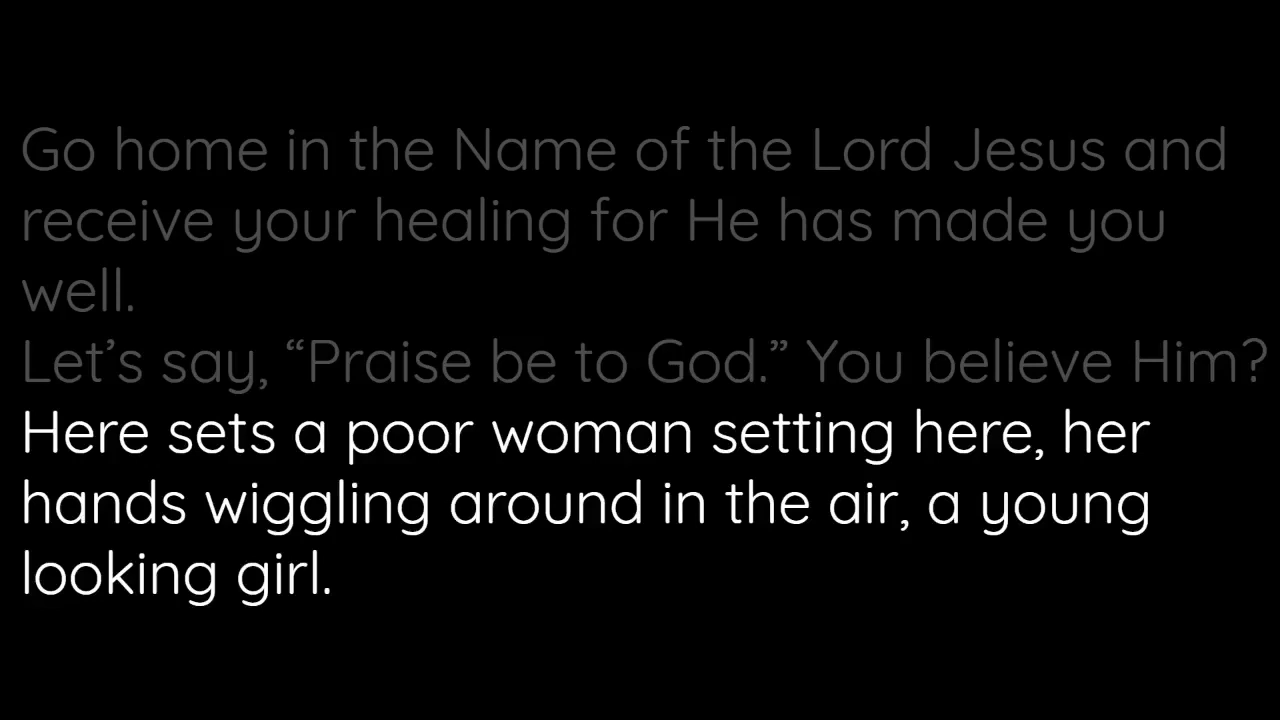 Go home in the Name of the Lord Jesus and
receive your healing for He has made you
well.
Let’s say, “Praise be to God.” You believe Him?
Here sets a poor woman setting here, her
hands wiggling around in the air, a young
looking girl.